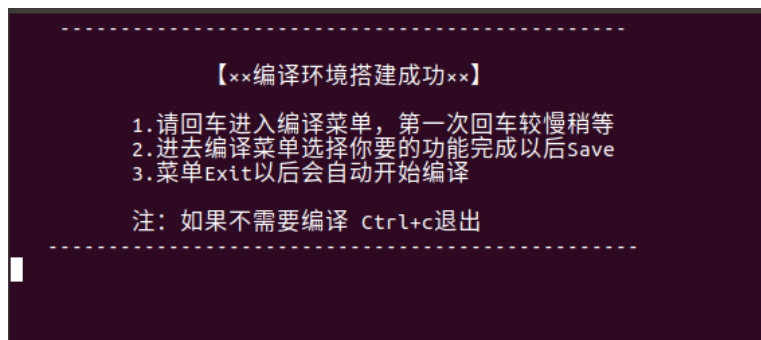 -----------------------------------------------
【××编译环境搭建成功××】
1.请回车进入编译菜单，第一次回车较慢稍等
2.进去编译菜单选择你要的功能完成以后Save
3.菜单Exit以后会自动开始编译
注：如果不需要编译 Ctrl+c退出
-------------------------------------------------